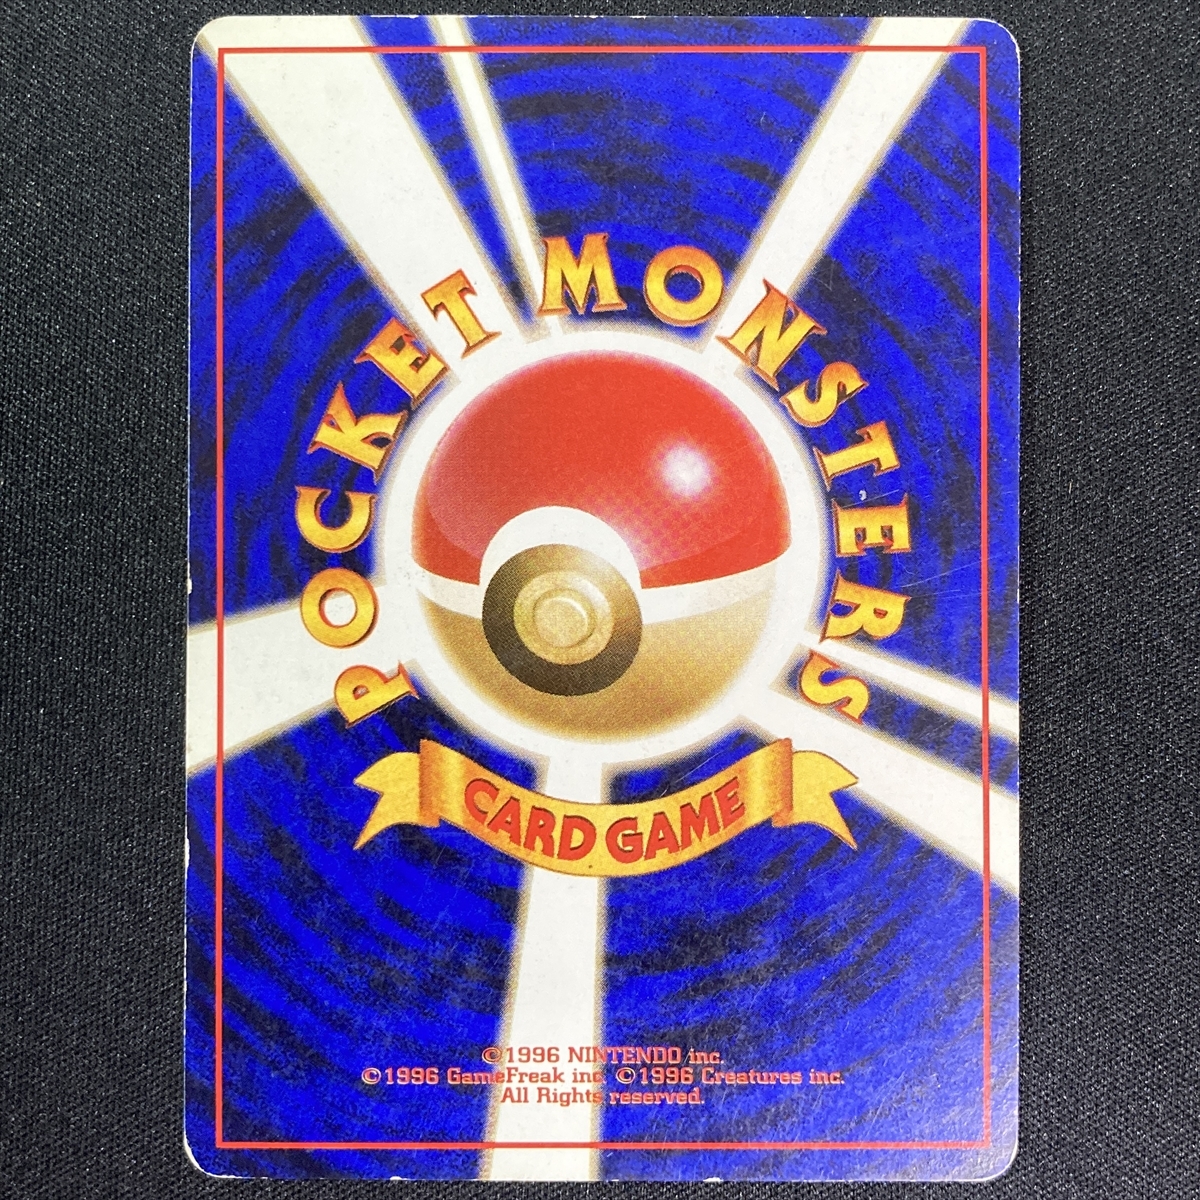 POCKET MONSTERS
CARD GAME
©1996 NINTENDO inc.
©1996 GameFreak inc. ©1996 Creatures inc.
All Rights reserved.